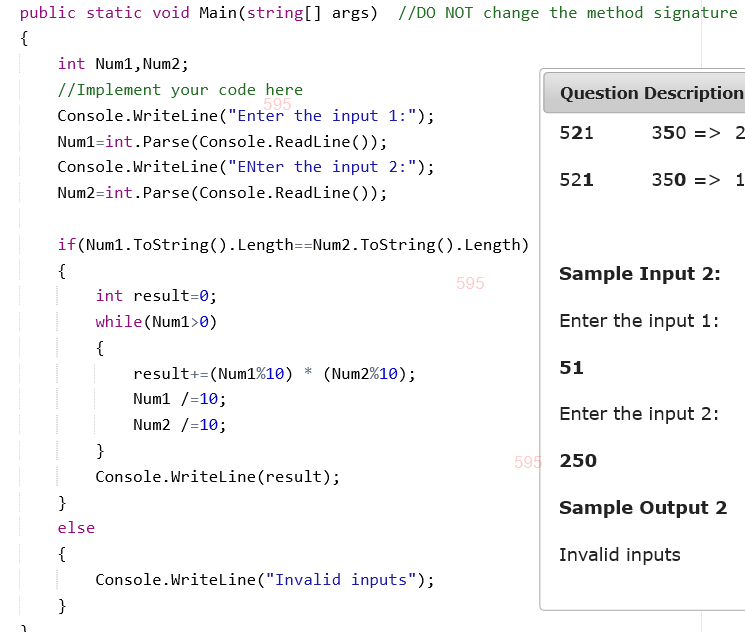 public static void Main(string[] args)  //DO NOT change the method signature
{
int Num1,Num2;
//Implement your code here
595
Console.WriteLine("Enter the input 1:");
Num1=int.Parse(Console.ReadLine());
Console.WriteLine("ENter the input 2:");
Num2=int.Parse(Console.ReadLine());
if(Num1.ToString().Length==Num2.ToString().Length)
{
int result=0;
while(Num1>0)
{
result+=(Num1%10) * (Num2%10);
Num1 /=10;
Num2 /=10;
}
Console.WriteLine(result);
}
else
{
Console.WriteLine("Invalid inputs");
}
}
595
595
Question Description
521 350 => 2
521 350 => 1
Sample Input 2:
Enter the input 1:
51
Enter the input 2:
250
Sample Output 2
Invalid inputs